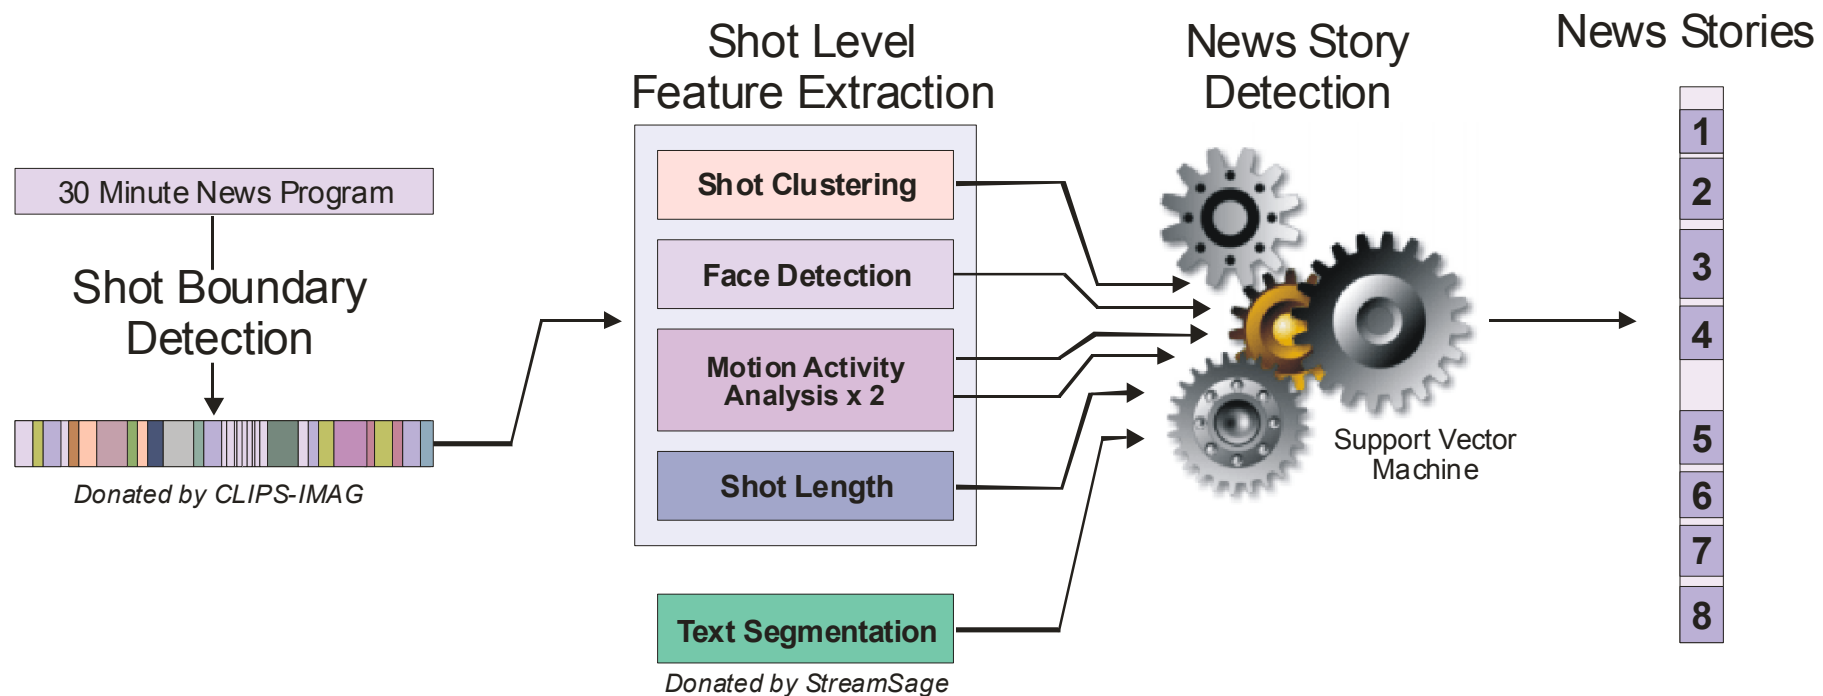 30 Minute News Program
Shot Boundary
Detection
Donated by CLIPS-IMAG
Shot Level
Feature Extraction
Shot Clustering
Face Detection
Motion Activity
Analysis x 2
Shot Length
Text Segmentation
Donated by StreamSage
News Story
Detection
Support Vector
Machine
News Stories
1
2
3
4
5
6
7
8